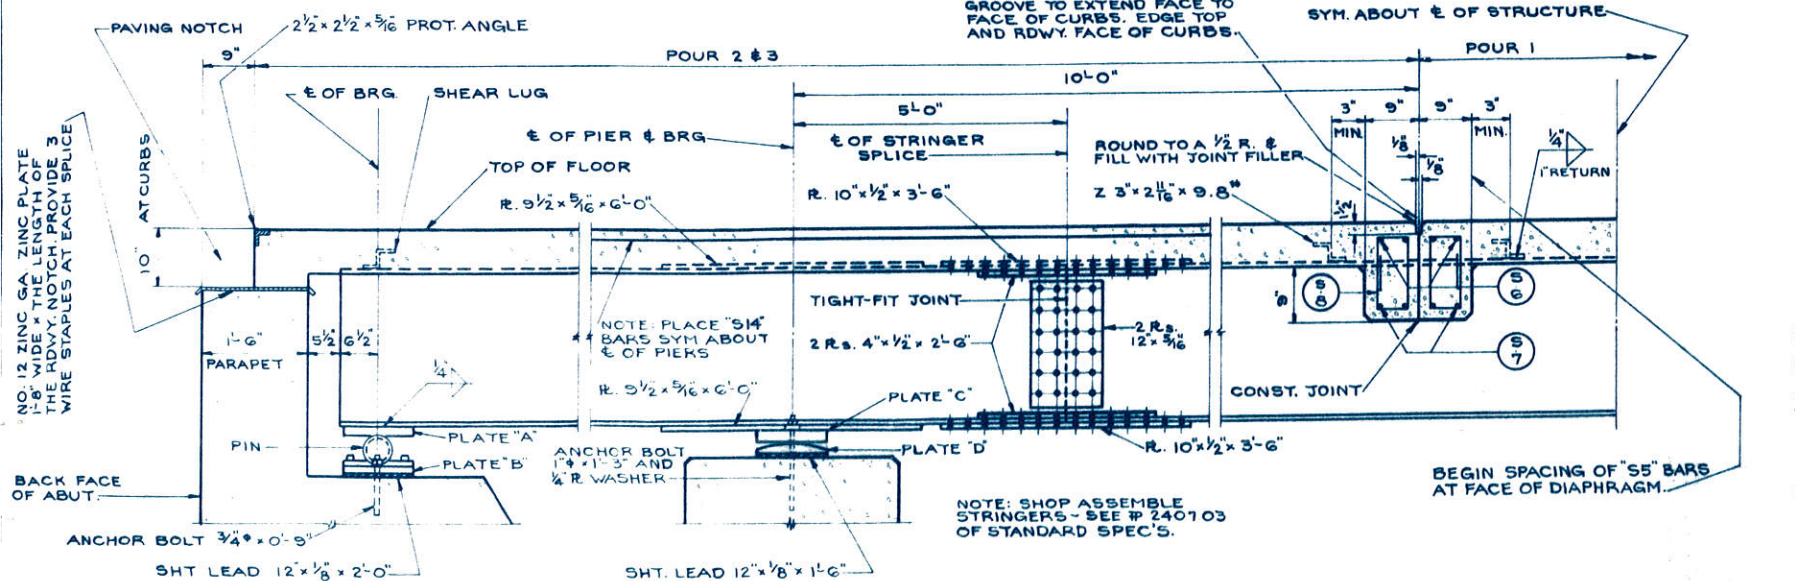 GROOVE TO EXTEND FACE TO
FACE OF CURBS. EDGE TOP
AND RDWY. FACE OF CURBS.
SYM. ABOUT ℄ OF STRUCTURE
PAVING NOTCH
2½" x 2½" x 5/16 PROT. ANGLE
9"
POUR 2 & 3
POUR 1
10'-0"
℄ OF BRG.
SHEAR LUG
5'-0"
3"
9"
9"
3"
MIN.
MIN.
℄ OF PIER & BRG
℄ OF STRINGER
SPLICE
ROUND TO A ½" R. &
FILL WITH JOINT FILLER
⅛"
⅛"
¼"
1" RETURN
TOP OF FLOOR
NO. 12 ZINC GA. ZINC PLATE
1'-8" WIDE x THE LENGTH OF
THE RDWY. NOTCH. PROVIDE 3
WIRE STAPLES AT EACH SPLICE
10" AT CURBS
℞. 9½" x 5/16" x 6'-0"
℞. 10" x ½" x 3'-6"
Z 3" x 2 11/16" x 9.8#
1½"
TIGHT-FIT JOINT
9"
S
8
S
6
NOTE: PLACE "S14"
BARS SYM ABOUT
℄ OF PIERS
2 ℞s. 4" x ½" x 2'-6"
2 ℞s.
12" x 5/16"
S
7
1'-6"
5½"
6½"
PARAPET
¼"
℞. 9½" x 5/16" x 6'-0"
PLATE "C"
CONST. JOINT
PIN
PLATE "A"
PLATE "B"
ANCHOR BOLT
1"ϕ x 1'-3" AND
¼" ℞ WASHER
PLATE "D"
℞. 10" x ½" x 3'-6"
BACK FACE
OF ABUT.
BEGIN SPACING OF "S5" BARS
AT FACE OF DIAPHRAGM.
NOTE: SHOP ASSEMBLE
STRINGERS - SEE ⁋ 240703
OF STANDARD SPEC'S.
ANCHOR BOLT ¾"ϕ x 0'-9"
SHT LEAD 12" x ⅛" x 2'-0"
SHT. LEAD 12" x ⅛" x 1'-6"